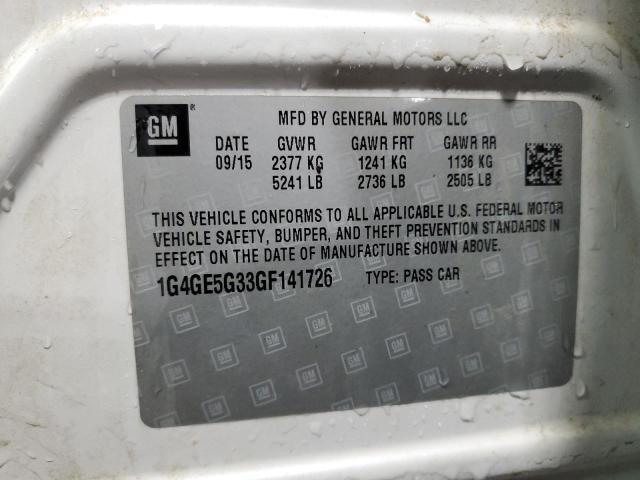 GM ®
MFD BY GENERAL MOTORS LLC
DATE GVWR GAWR FRT GAWR RR
09/15 2377 KG 1241 KG 1136 KG
5241 LB 2736 LB 2505 LB
THIS VEHICLE CONFORMS TO ALL APPLICABLE U.S. FEDERAL MOTOR
VEHICLE SAFETY, BUMPER, AND THEFT PREVENTION STANDARDS IN
EFFECT ON THE DATE OF MANUFACTURE SHOWN ABOVE.
1G4GE5G33GF141726 TYPE: PASS CAR